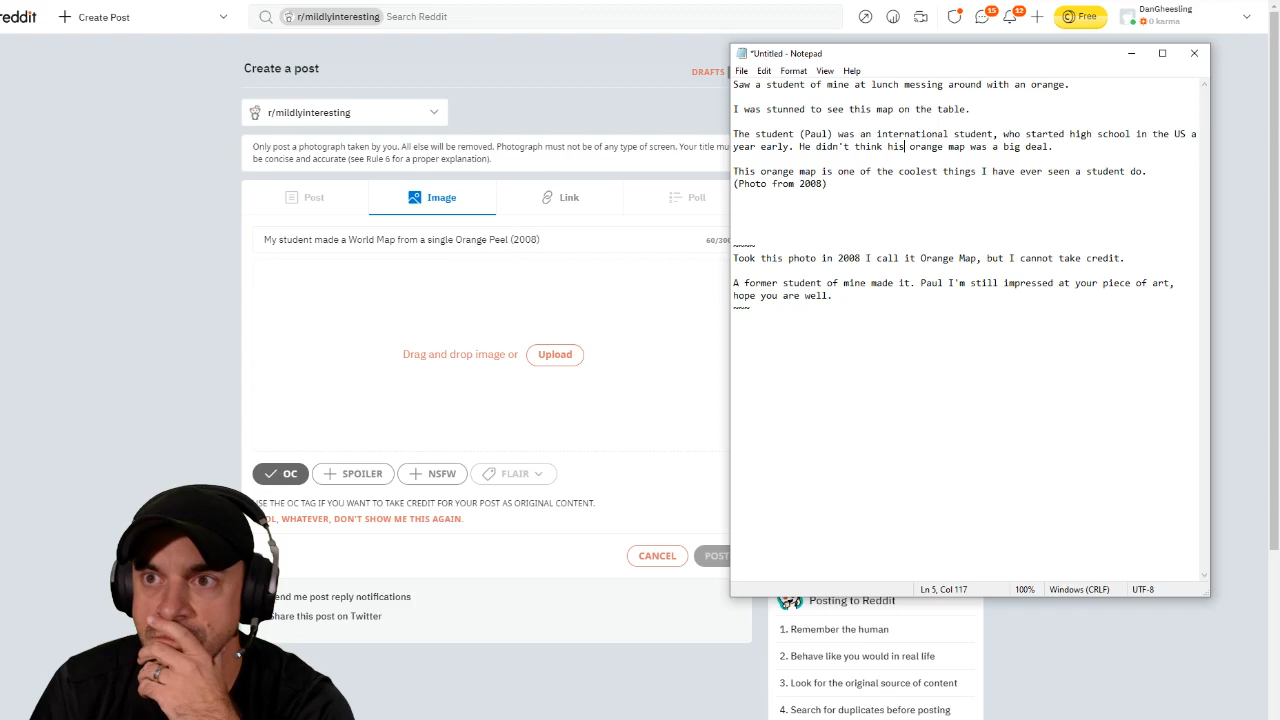 reddit
Create Post
r/mildlyinteresting
Search Reddit
15
12
Free
DanGheesling
0 karma
Create a post
DRAFTS
r/mildlyinteresting
Only post a photograph taken by you. All else will be removed. Photograph must not be of any type of screen. Your title must
be concise and accurate (see Rule 6 for a proper explanation).
Post
Image
Link
Poll
My student made a World Map from a single Orange Peel (2008)
60/300
Drag and drop image or
Upload
OC
SPOILER
NSFW
FLAIR
SE THE OC TAG IF YOU WANT TO TAKE CREDIT FOR YOUR POST AS ORIGINAL CONTENT.
OL, WHATEVER, DON'T SHOW ME THIS AGAIN.
CANCEL
POST
end me post reply notifications
Share this post on Twitter
*Untitled - Notepad
File
Edit
Format
View
Help
Saw a student of mine at lunch messing around with an orange.
I was stunned to see this map on the table.
The student (Paul) was an international student, who started high school in the US a
year early. He didn't think his orange map was a big deal.
This orange map is one of the coolest things I have ever seen a student do.
(Photo from 2008)
~~~~
Took this photo in 2008 I call it Orange Map, but I cannot take credit.
A former student of mine made it. Paul I'm still impressed at your piece of art,
hope you are well.
~~~
Ln 5, Col 117
100%
Windows (CRLF)
UTF-8
Posting to Reddit
1. Remember the human
2. Behave like you would in real life
3. Look for the original source of content
4. Search for duplicates before posting